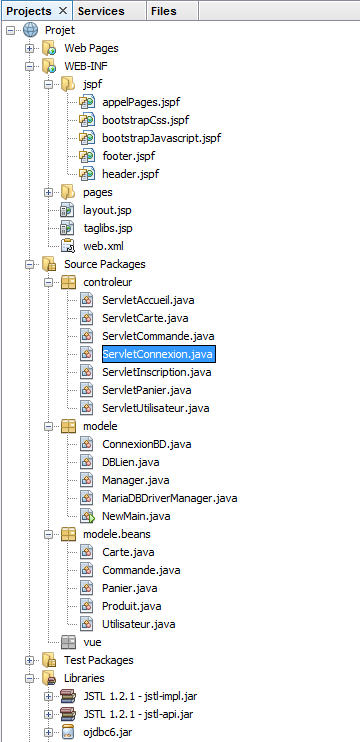 Projects × Services Files
Projet
Web Pages
WEB-INF
jspf
appelPages.jspf
bootstrapCss.jspf
bootstrapJavascript.jspf
footer.jspf
header.jspf
pages
layout.jsp
taglibs.jsp
web.xml
Source Packages
controleur
ServletAccueil.java
ServletCarte.java
ServletCommande.java
ServletConnexion.java
ServletInscription.java
ServletPanier.java
ServletUtilisateur.java
modele
ConnexionBD.java
DBLien.java
Manager.java
MariaDBDriverManager.java
NewMain.java
modele.beans
Carte.java
Commande.java
Panier.java
Produit.java
Utilisateur.java
vue
Test Packages
Libraries
JSTL 1.2.1 - jstl-impl.jar
JSTL 1.2.1 - jstl-api.jar
ojdbc6.jar